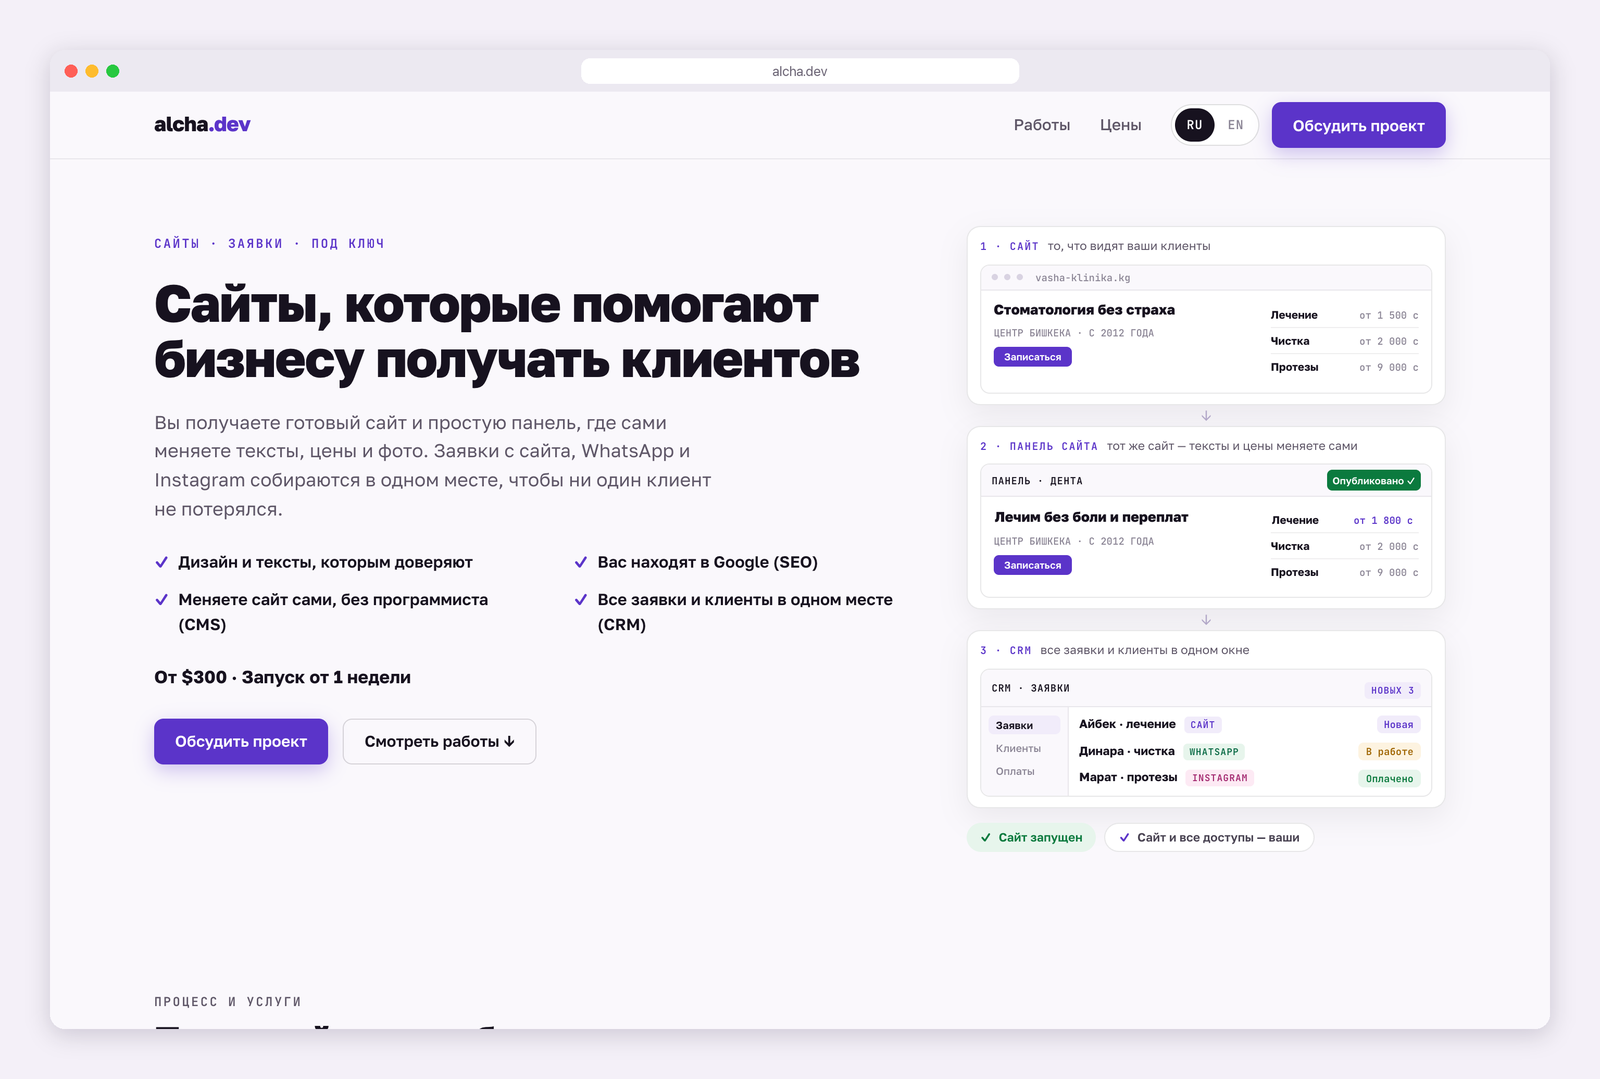 alcha.dev
alcha.dev
Работы
Цены
RU
EN
Обсудить проект
САЙТЫ · ЗАЯВКИ · ПОД КЛЮЧ
Сайты, которые помогают
бизнесу получать клиентов
Вы получаете готовый сайт и простую панель, где сами
меняете тексты, цены и фото. Заявки с сайта, WhatsApp и
Instagram собираются в одном месте, чтобы ни один клиент
не потерялся.
✓ Дизайн и тексты, которым доверяют
✓ Вас находят в Google (SEO)
✓ Меняете сайт сами, без программиста
(CMS)
✓ Все заявки и клиенты в одном месте
(CRM)
От $300 · Запуск от 1 недели
Обсудить проект
Смотреть работы ↓
1 · САЙТ то, что видят ваши клиенты
vasha-klinika.kg
Стоматология без страха
ЦЕНТР БИШКЕКА · С 2012 ГОДА
Записаться
Лечение от 1 500 с
Чистка от 2 000 с
Протезы от 9 000 с
↓
2 · ПАНЕЛЬ САЙТА тот же сайт — тексты и цены меняете сами
ПАНЕЛЬ · ДЕНТА
Опубликовано ✓
Лечим без боли и переплат
ЦЕНТР БИШКЕКА · С 2012 ГОДА
Записаться
Лечение от 1 800 с
Чистка от 2 000 с
Протезы от 9 000 с
↓
3 · CRM все заявки и клиенты в одном окне
CRM · ЗАЯВКИ
НОВЫХ 3
Заявки
Клиенты
Оплаты
Айбек · лечение САЙТ Новая
Динара · чистка WHATSAPP В работе
Марат · протезы INSTAGRAM Оплачено
✓ Сайт запущен
✓ Сайт и все доступы — ваши
ПРОЦЕСС И УСЛУГИ